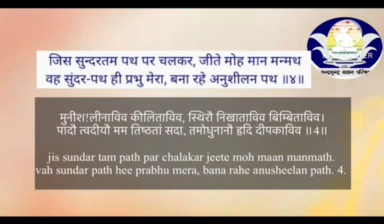 जिस सुन्दरतम पथ पर चलकर, जीते मोह मान मन्मथ
वह सुंदर-पथ ही प्रभु मेरा, बना रहे अनुशीलन पथ ॥४॥
मुनीश!लीनाविव कीलिताविव, स्थिरौ निखाताविव बिम्बिताविव।
पादौ त्वदीयौ मम तिष्ठतां सदा, तमोधुनानौ हृदि दीपकाविव ॥4॥
jis sundar tam path par chalakar jeete moh maan manmath.
vah sundar path hee prabhu mera, bana rahe anusheelan path. 4.